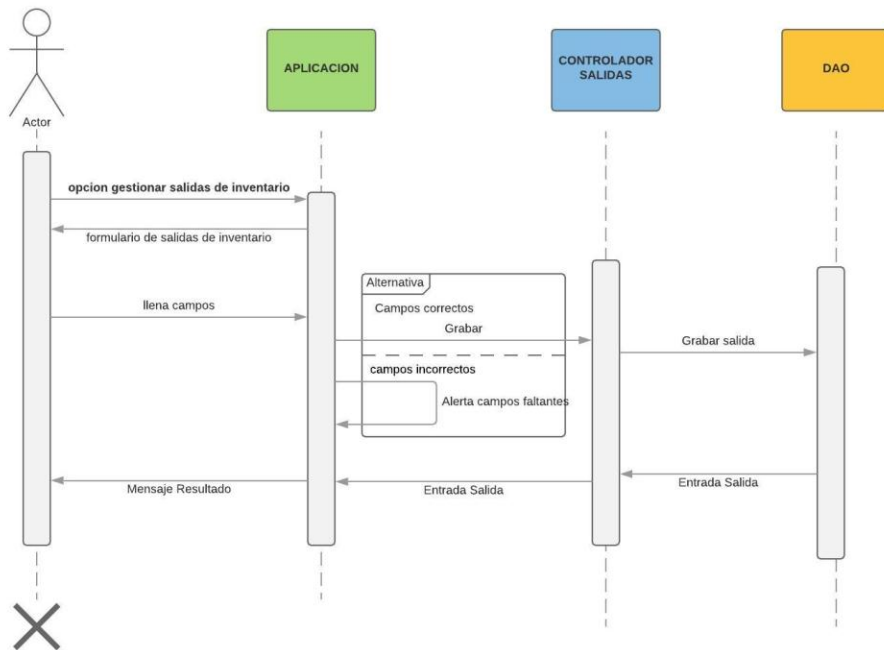 APLICACION
CONTROLADOR
SALIDAS
DAO
Actor
opcion gestionar salidas de inventario
formulario de salidas de inventario
Alternativa
llena campos
Campos correctos
Grabar
Grabar salida
campos incorrectos
Alerta campos faltantes
Mensaje Resultado
Entrada Salida
Entrada Salida